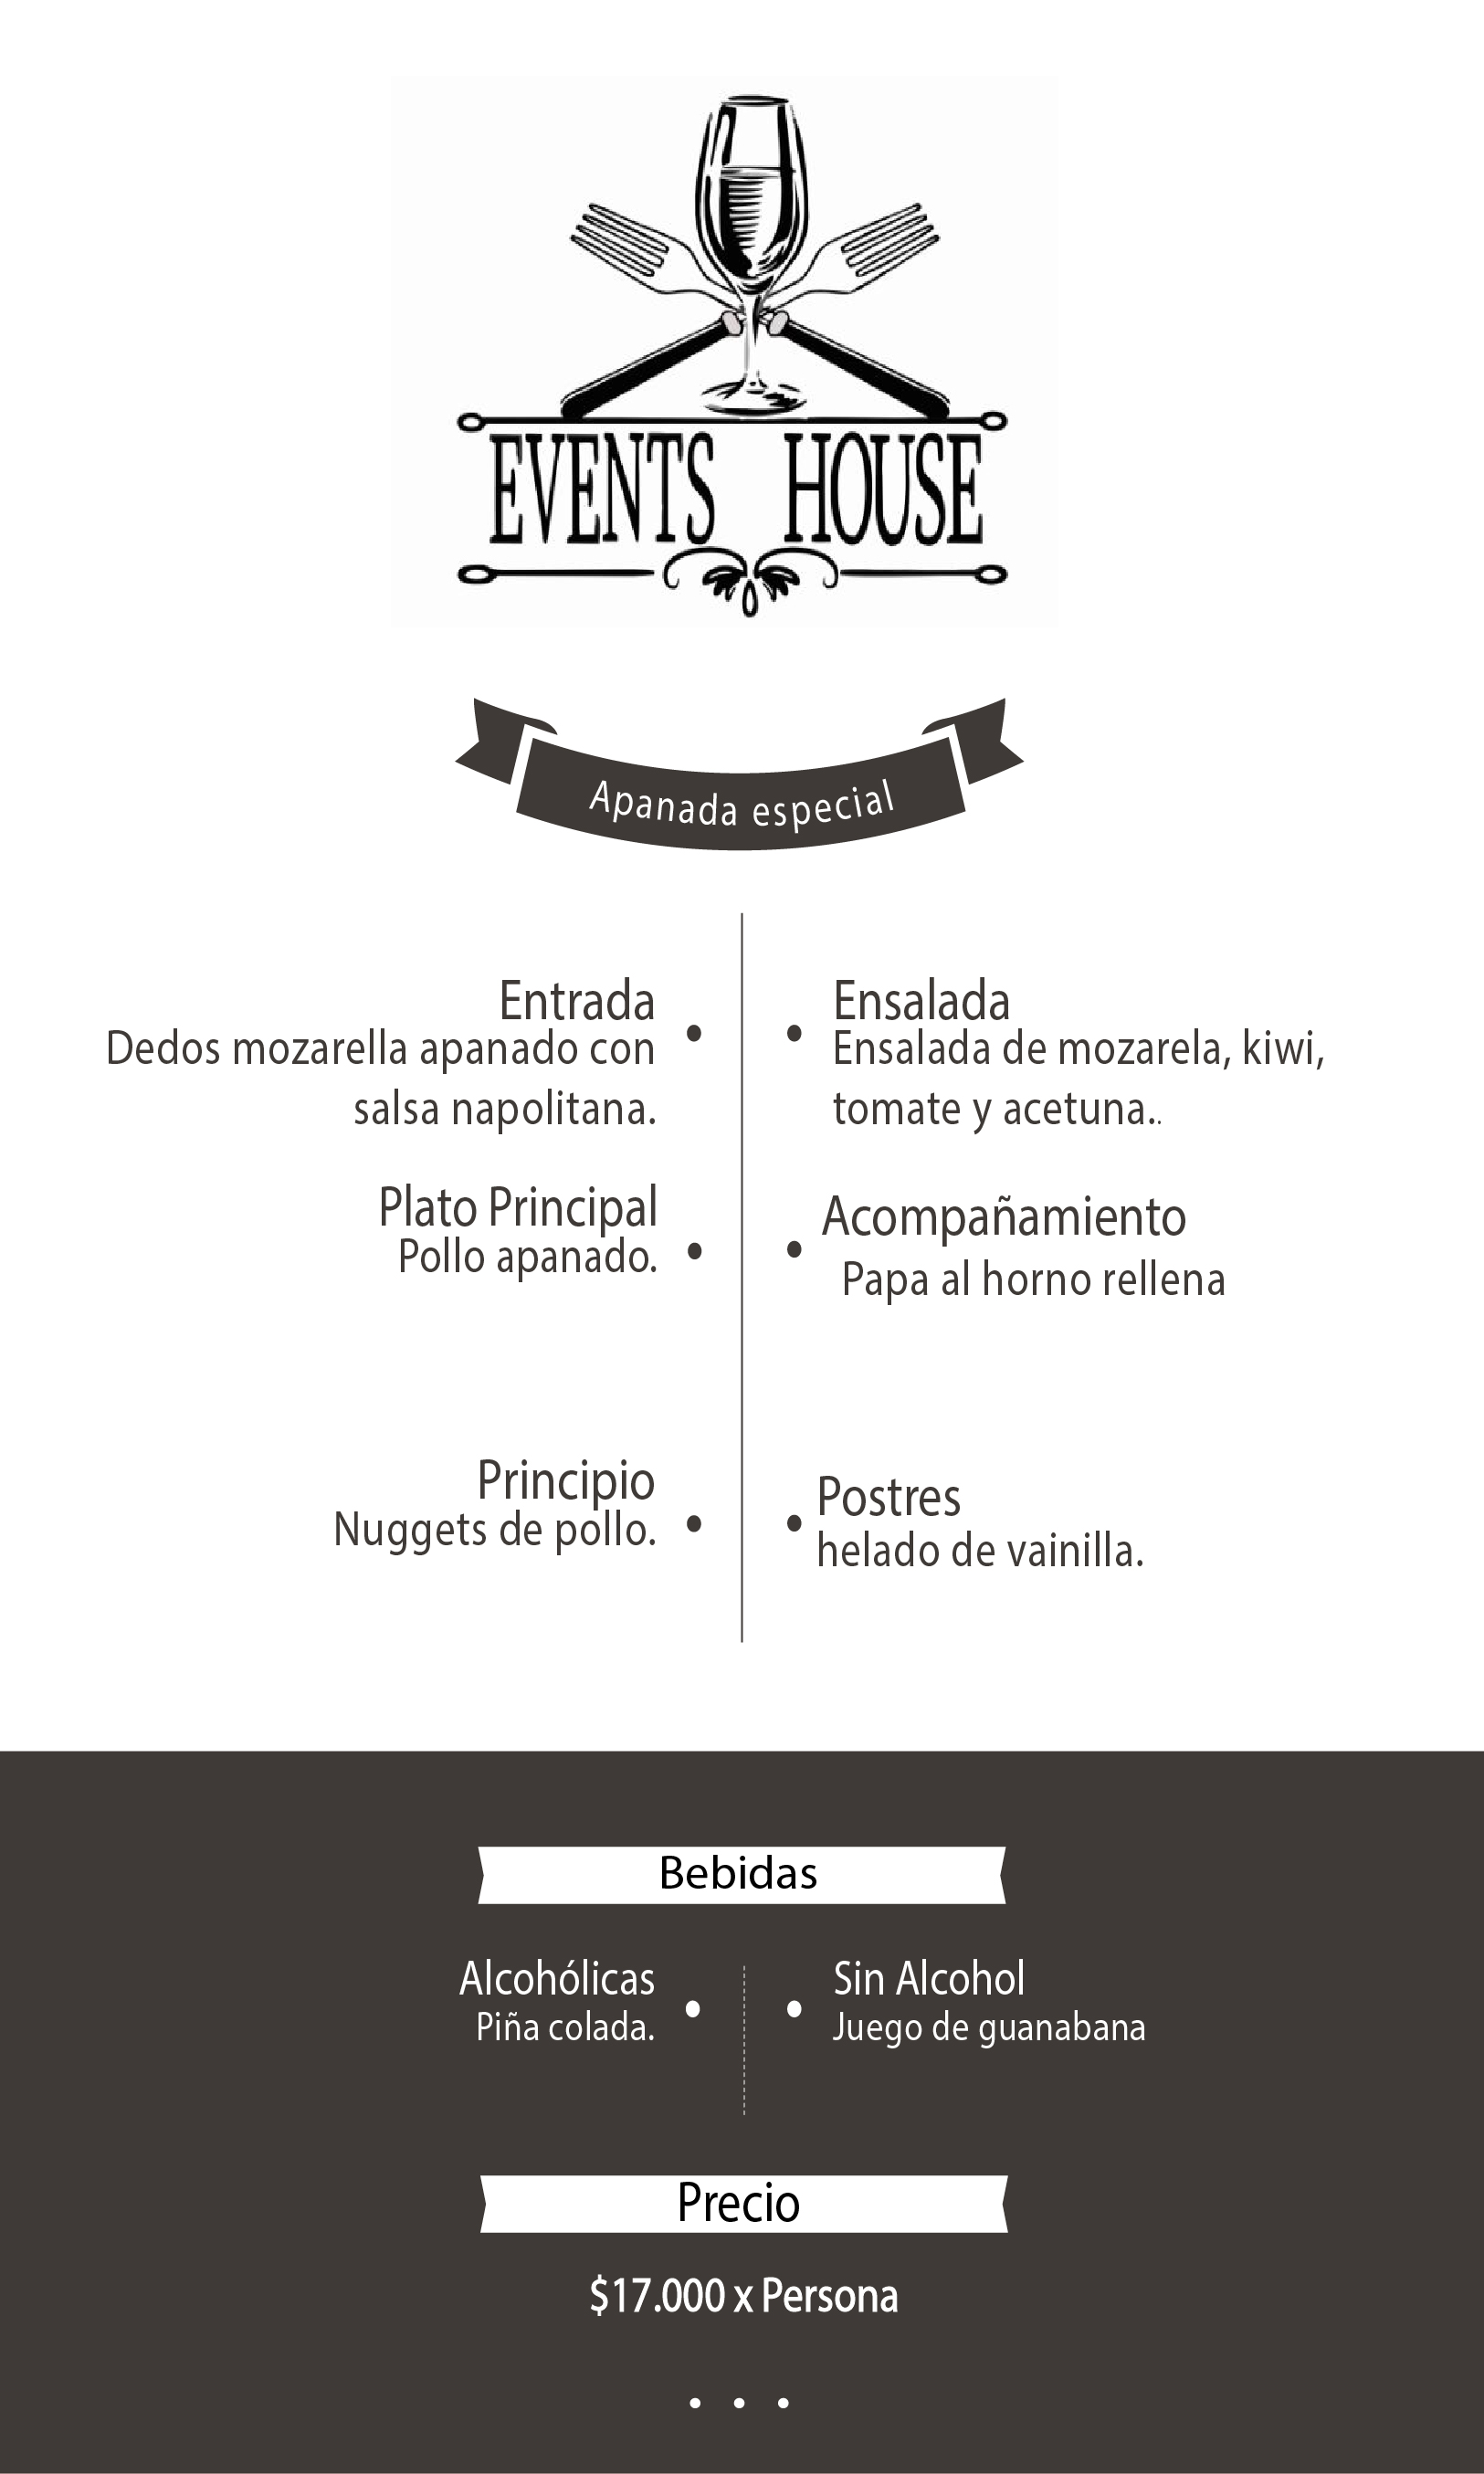 EVENTS HOUSE
Apanada especial
Entrada
Dedos mozarella apanado con
salsa napolitana.
Plato Principal
Pollo apanado.
Principio
Nuggets de pollo.
Ensalada
Ensalada de mozarela, kiwi,
tomate y acetuna..
Acompañamiento
Papa al horno rellena
Postres
helado de vainilla.
Bebidas
Alcohólicas
Piña colada.
Sin Alcohol
Juego de guanabana
Precio
$17.000 x Persona